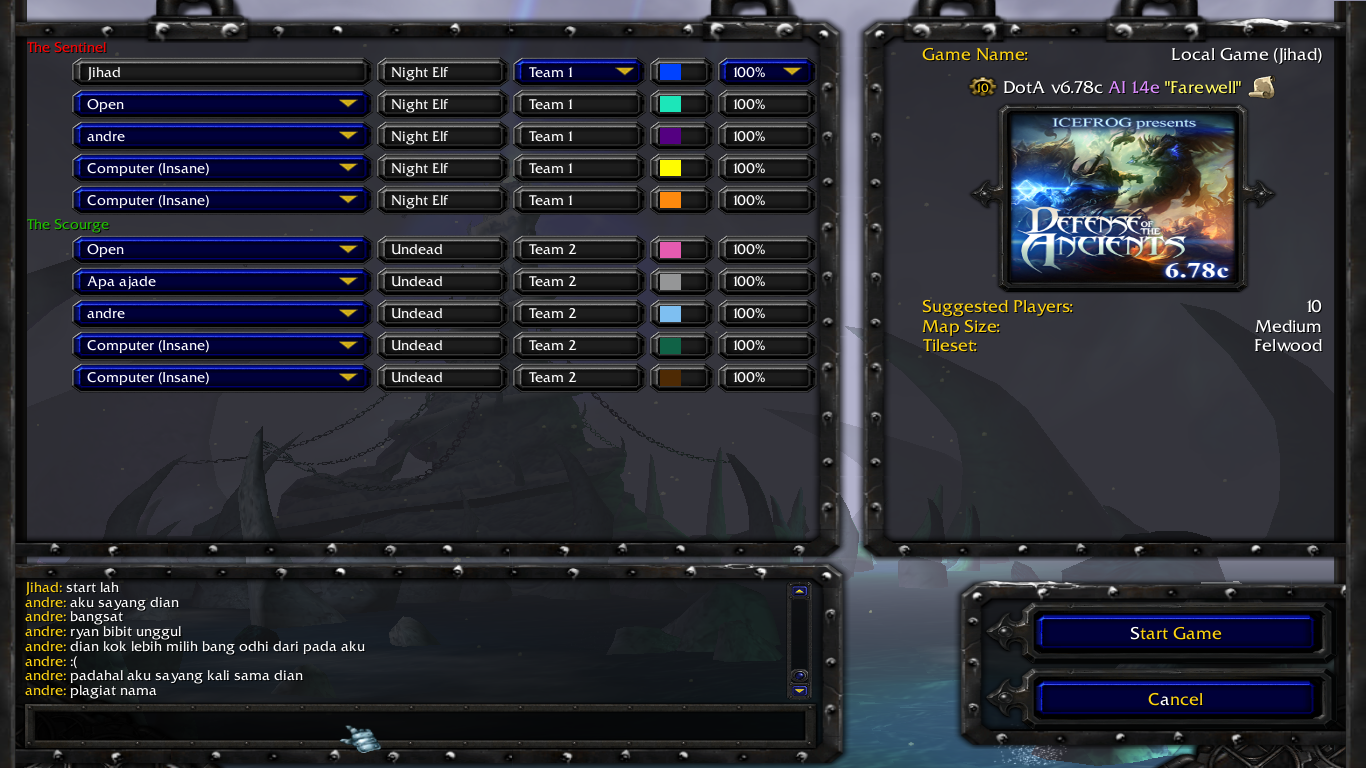 The Sentinel
Jihad Night Elf Team 1 100%
Open Night Elf Team 1 100%
andre Night Elf Team 1 100%
Computer (Insane) Night Elf Team 1 100%
Computer (Insane) Night Elf Team 1 100%
The Scourge
Open Undead Team 2 100%
Apa ajade Undead Team 2 100%
andre Undead Team 2 100%
Computer (Insane) Undead Team 2 100%
Computer (Insane) Undead Team 2 100%
Game Name: Local Game (Jihad)
10 DotA v6.78c AI 1.4e "Farewell"
ICEFROG presents
DEFENSE OF THE
ANCIENTS
6.78c
Suggested Players: 10
Map Size: Medium
Tileset: Felwood
Jihad: start lah
andre: aku sayang dian
andre: bangsat
andre: ryan bibit unggul
andre: dian kok lebih milih bang odhi dari pada aku
andre: :(
andre: padahal aku sayang kali sama dian
andre: plagiat nama
Start Game
Cancel